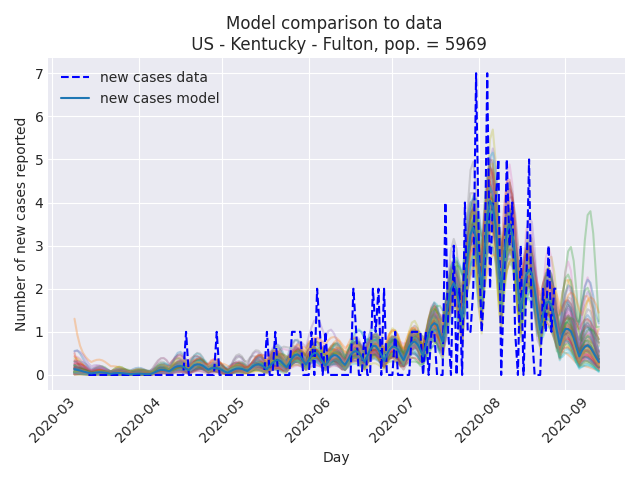 Model comparison to data
US - Kentucky - Fulton, pop. = 5969
new cases data
new cases model
Number of new cases reported
7
6
5
4
3
2
1
0
2020-03
2020-04
2020-05
2020-06
2020-07
2020-08
2020-09
Day